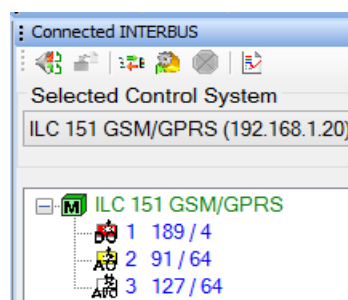 Connected INTERBUS
Selected Control System
ILC 151 GSM/GPRS (192.168.1.20)
M ILC 151 GSM/GPRS
1 189 / 4
2 91 / 64
3 127 / 64